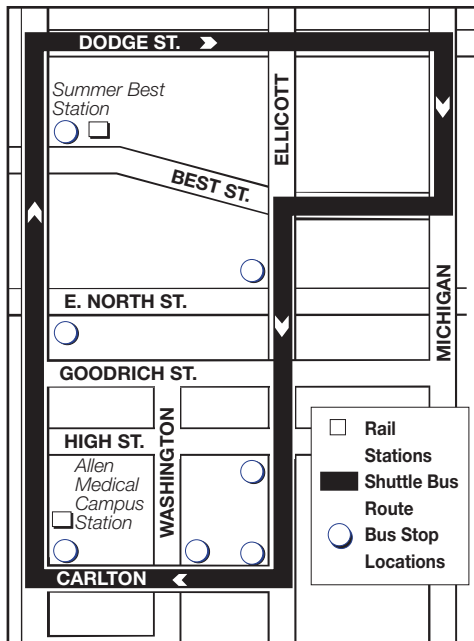 DODGE ST.
Summer Best
Station
ELLICOTT
BEST ST.
E. NORTH ST.
MICHIGAN
GOODRICH ST.
WASHINGTON
HIGH ST.
Allen
Medical
Campus
Station
CARLTON
Rail
Stations
Shuttle Bus
Route
Bus Stop
Locations